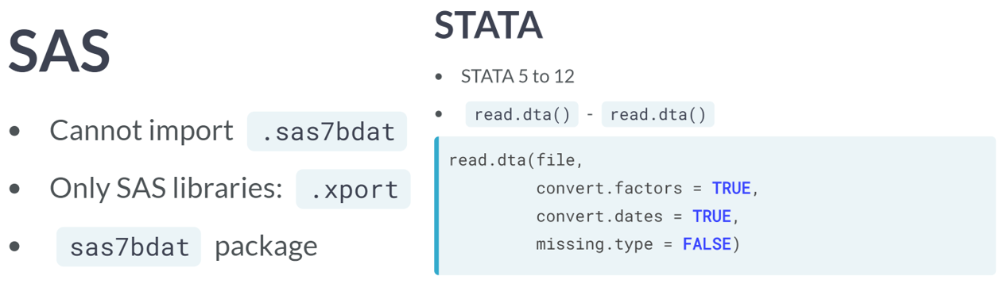 SAS
• Cannot import .sas7bdat
• Only SAS libraries: .xport
• sas7bdat package
STATA
• STATA 5 to 12
• read.dta() - read.dta()
read.dta(file,
         convert.factors = TRUE,
         convert.dates = TRUE,
         missing.type = FALSE)